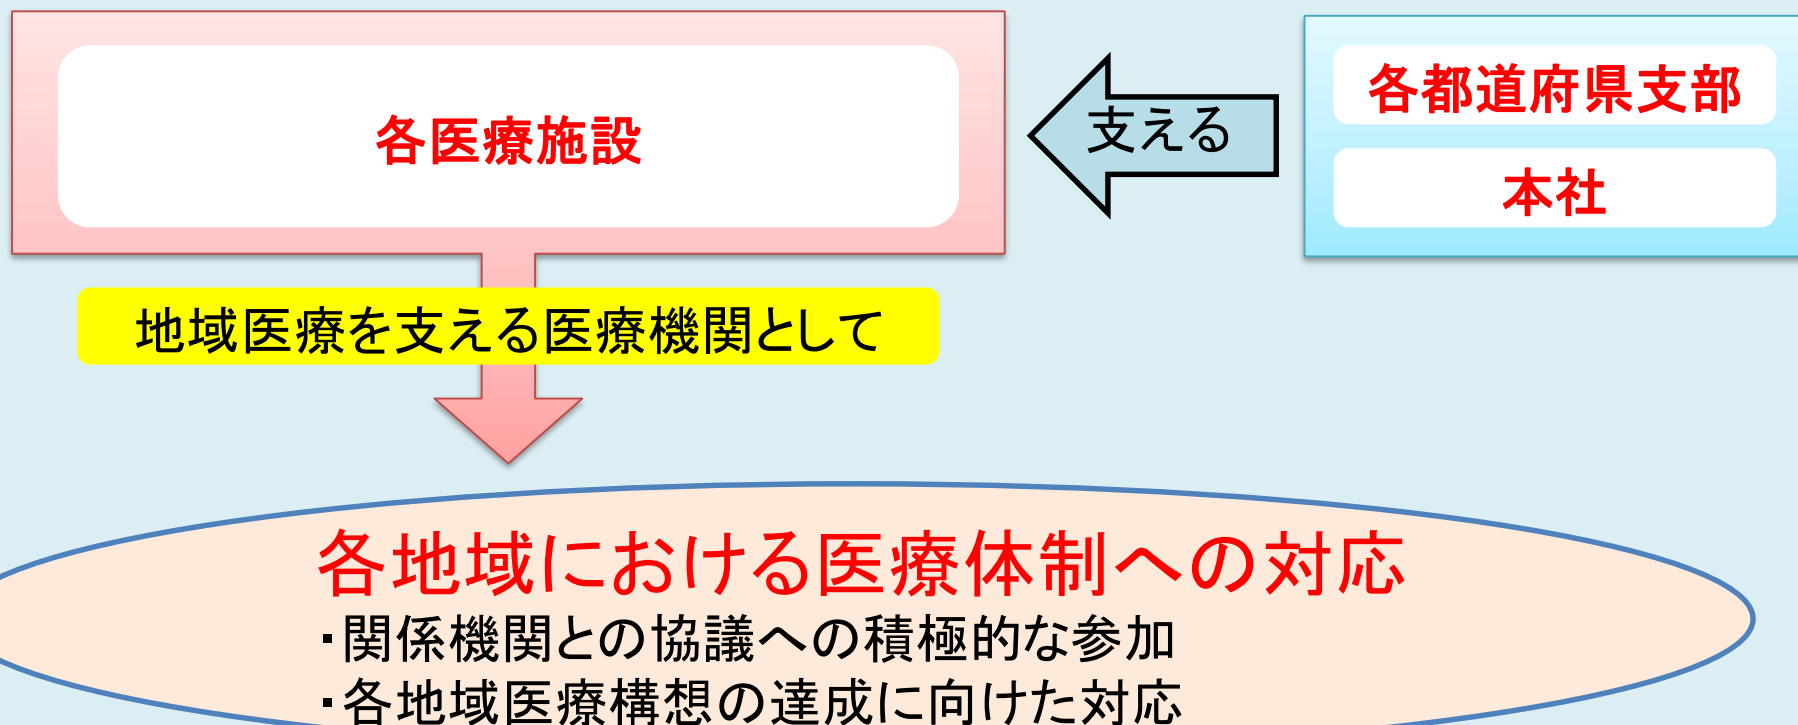 各医療施設
支える
各都道府県支部
本社
地域医療を支える医療機関として
各地域における医療体制への対応
・関係機関との協議への積極的な参加
・各地域医療構想の達成に向けた対応